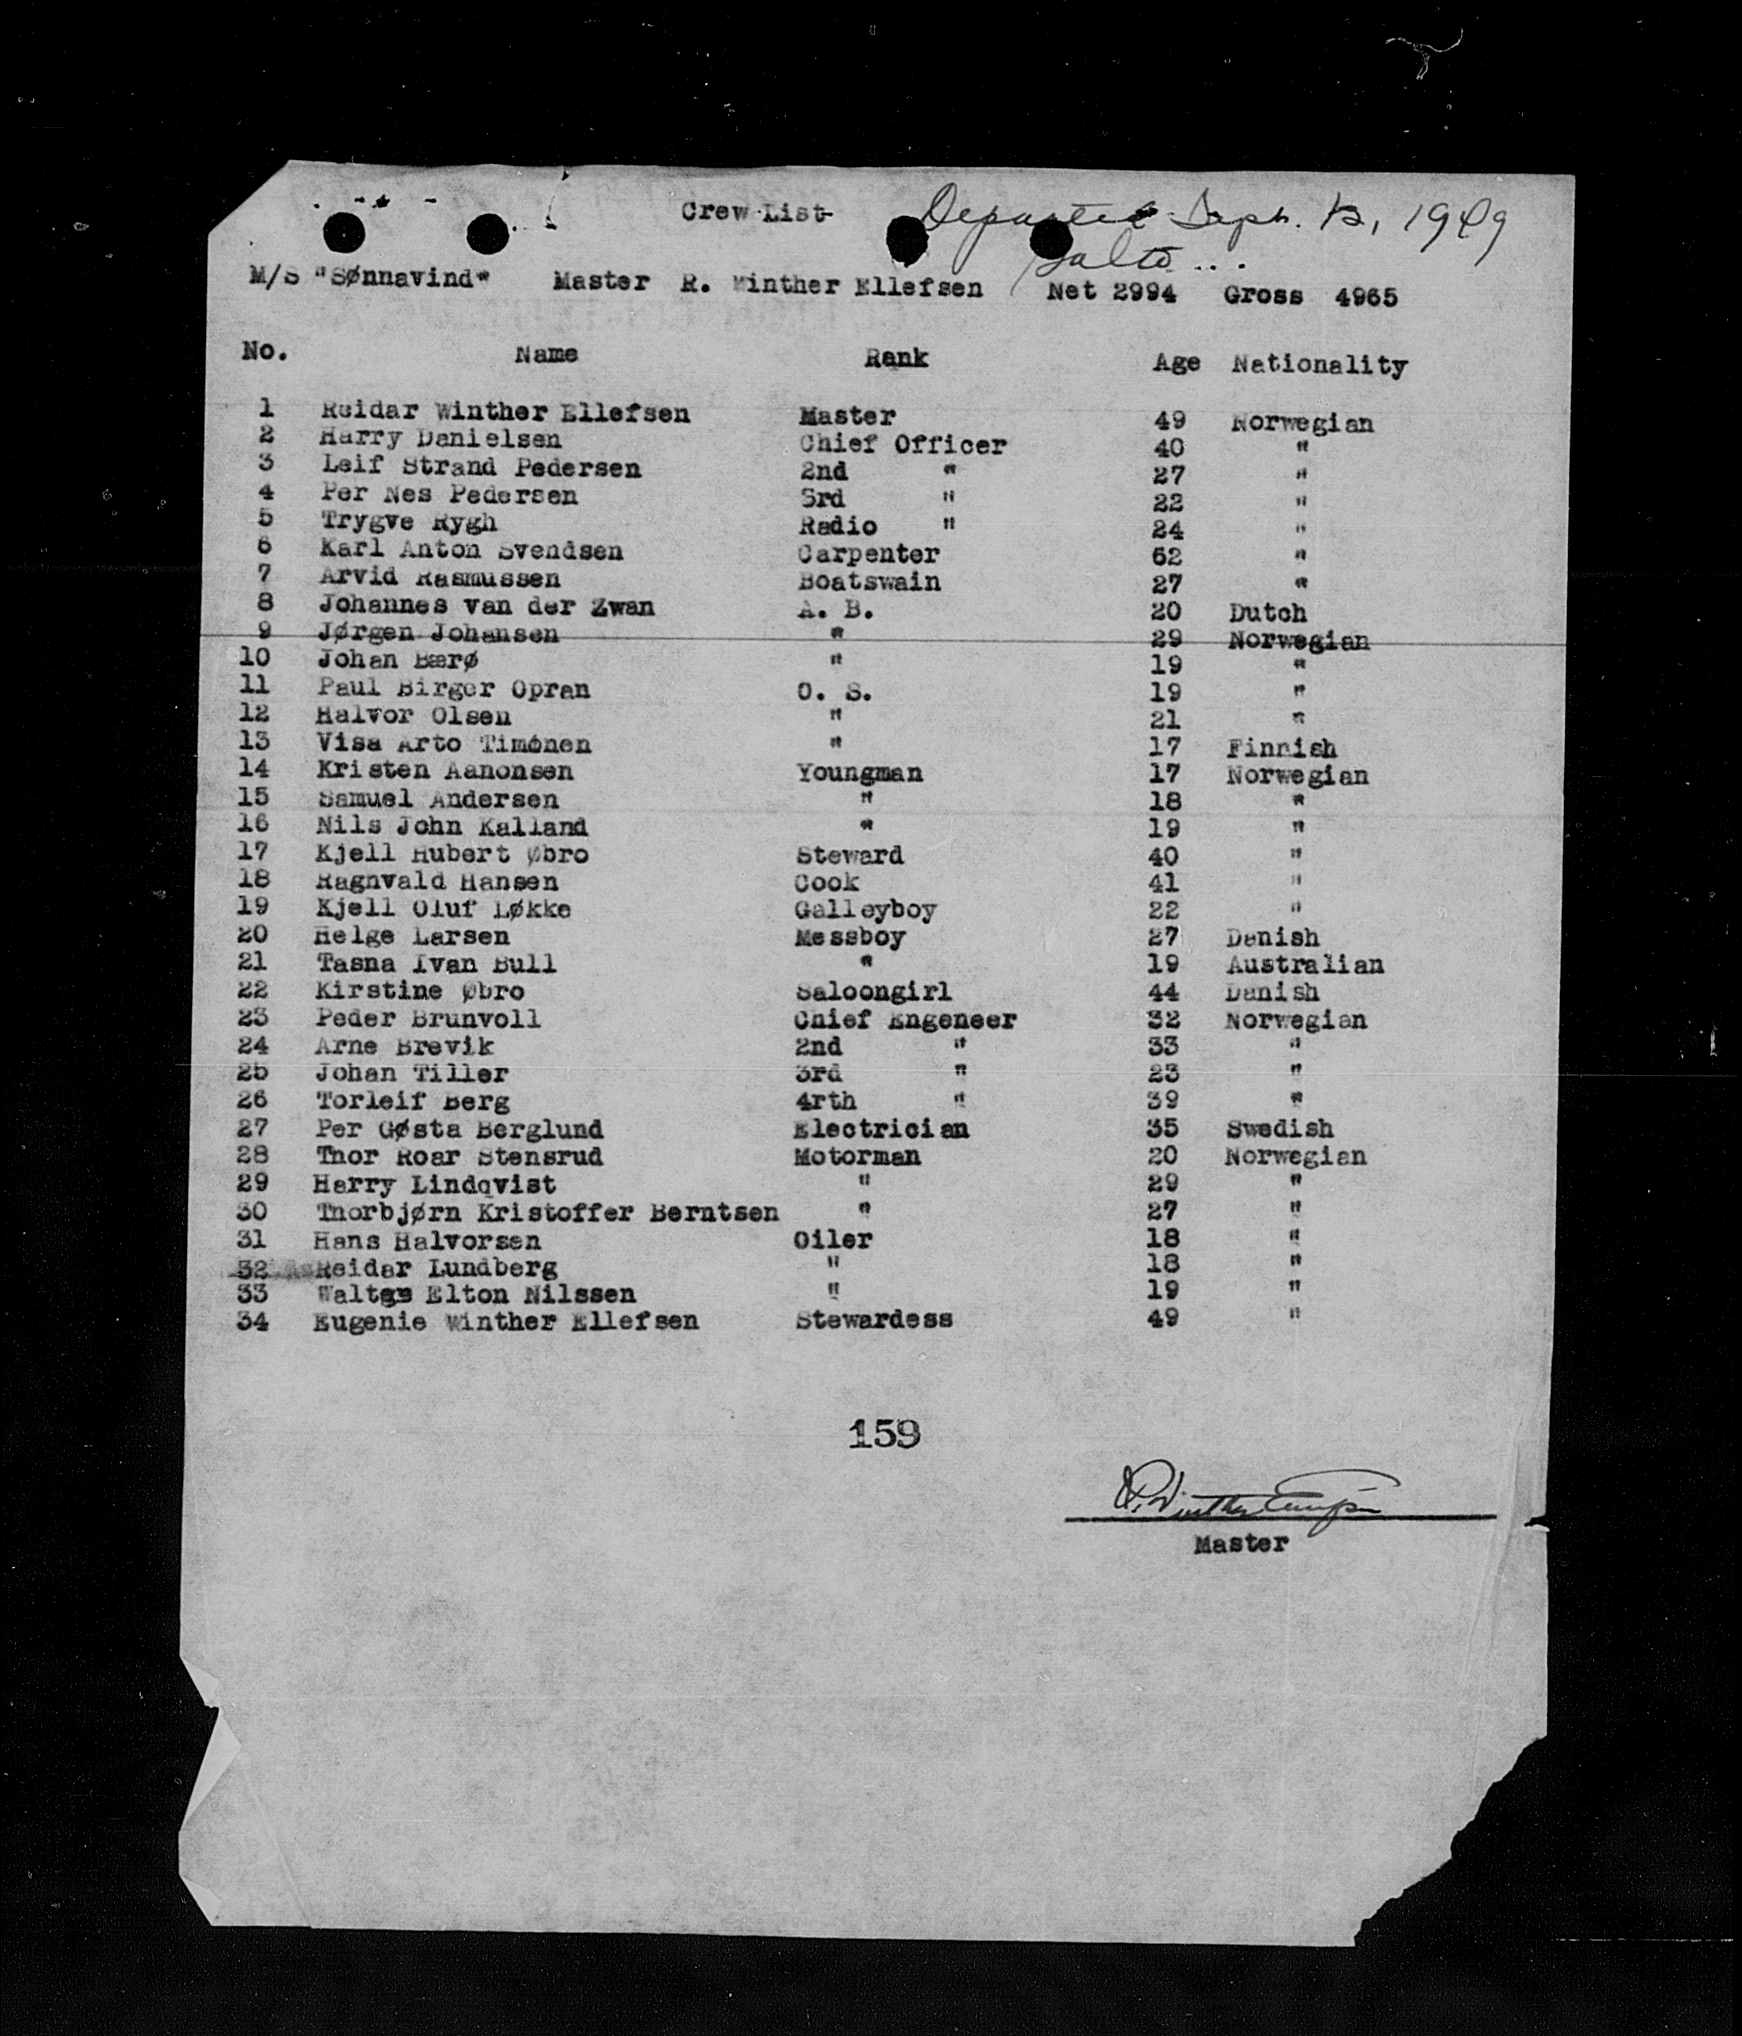 Crew List Departed Sept. 13, 1949
Balto...
M/S "Sønnavind" Master R. Winther Ellefsen Net 2994 Gross 4965
No. Name Rank Age Nationality
1 Reidar Winther Ellefsen Master 49 Norwegian
2 Harry Danielsen Chief Officer 40 "
3 Leif Strand Pedersen 2nd " 27 "
4 Per Nes Pedersen 3rd " 22 "
5 Trygve Rygh Radio " 24 "
6 Karl Anton Svendsen Carpenter 62 "
7 Arvid Rasmussen Boatswain 27 "
8 Johannes van der Zwan A. B. 20 Dutch
9 Jørgen Johansen " 29 Norwegian
10 Johan Bærø " 19 "
11 Paul Birger Opran O. S. 19 "
12 Halvor Olsen " 21 "
13 Visa Arto Timonen " 17 Finnish
14 Kristen Aanonsen Youngman 17 Norwegian
15 Samuel Andersen " 18 "
16 Nils John Kalland " 19 "
17 Kjell Hubert Øbro Steward 40 "
18 Ragnvald Hansen Cook 41 "
19 Kjell Oluf Løkke Galleyboy 22 "
20 Helge Larsen Messboy 27 Danish
21 Tasna Ivan Bull " 19 Australian
22 Kirstine Øbro Saloongirl 44 Danish
23 Peder Brunvoll Chief Engeneer 32 Norwegian
24 Arne Brevik 2nd " 33 "
25 Johan Tiller 3rd " 23 "
26 Torleif Berg 4rth " 39 "
27 Per Gøsta Berglund Electrician 35 Swedish
28 Thor Roar Stensrud Motorman 20 Norwegian
29 Harry Lindqvist " 29 "
30 Thorbjørn Kristoffer Berntsen " 27 "
31 Hans Halvorsen Oiler 18 "
32 Reidar Lundberg " 18 "
33 Elton Nilssen " 19 "
34 Eugenie Winther Ellefsen Stewardess 49 "
159
R. Winther Ellefsen
Master